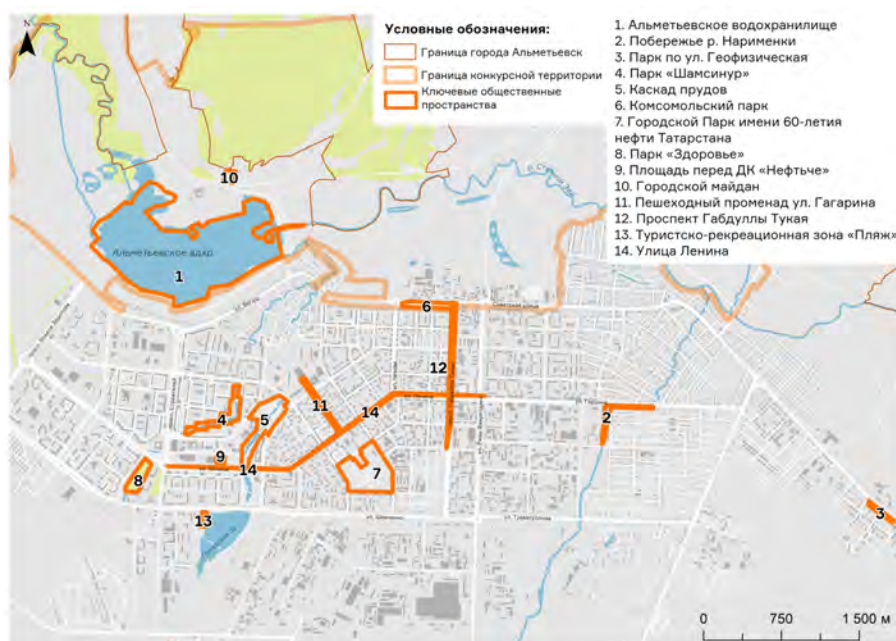 N
Условные обозначения:
Граница города Альметьевск
Граница конкурсной территории
Ключевые общественные
пространства
1. Альметьевское водохранилище
2. Побережье р. Нарименки
3. Парк по ул. Геофизическая
4. Парк «Шамсинур»
5. Каскад прудов
6. Комсомольский парк
7. Городской Парк имени 60-летия
нефти Татарстана
8. Парк «Здоровье»
9. Площадь перед ДК «Нефтьче»
10. Городской майдан
11. Пешеходный променад ул. Гагарина
12. Проспект Габдуллы Тукая
13. Туристско-рекреационная зона «Пляж»
14. Улица Ленина
10
Альметьевское вдхр.
1
6
12
11
14
4
5
2
9
14
7
8
13
3
0 750 1 500 м